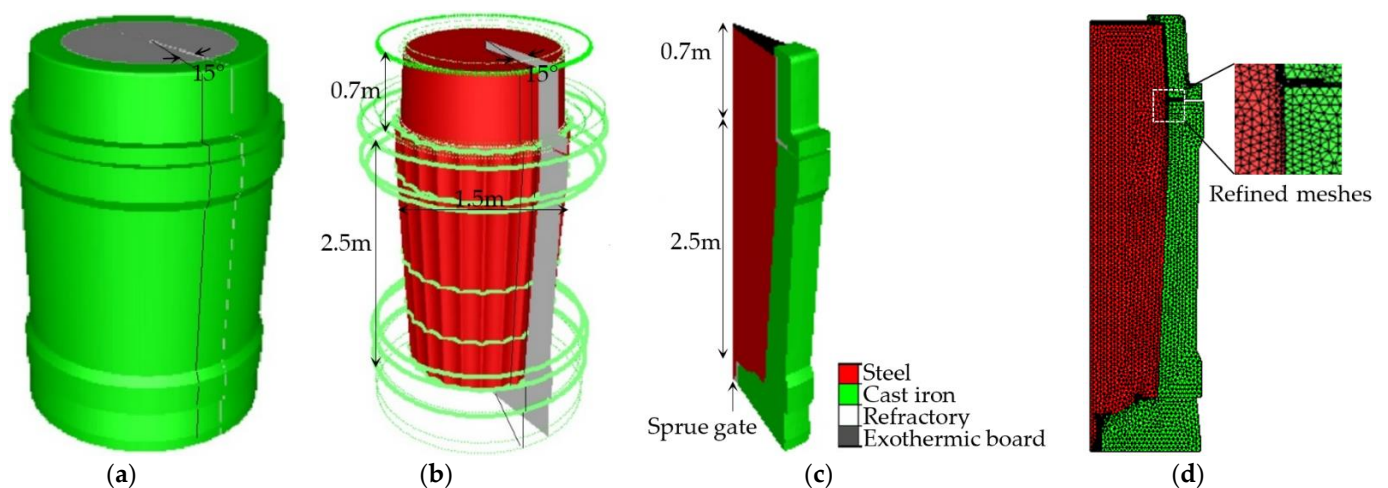 15°
0.7m
15°
1.5m
2.5m
0.7m
2.5m
Sprue gate
Steel
Cast iron
Refractory
Exothermic board
Refined meshes
(a)
(b)
(c)
(d)